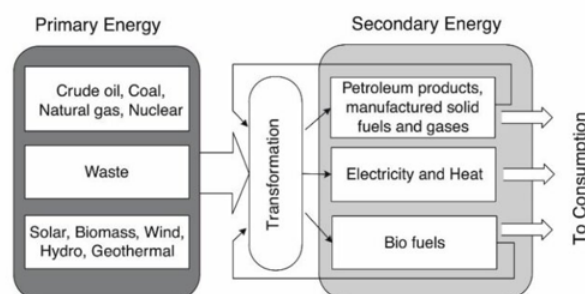 Primary Energy
Crude oil, Coal,
Natural gas, Nuclear
Waste
Solar, Biomass, Wind,
Hydro, Geothermal
Transformation
Secondary Energy
Petroleum products,
manufactured solid
fuels and gases
Electricity and Heat
Bio fuels
To Consumption